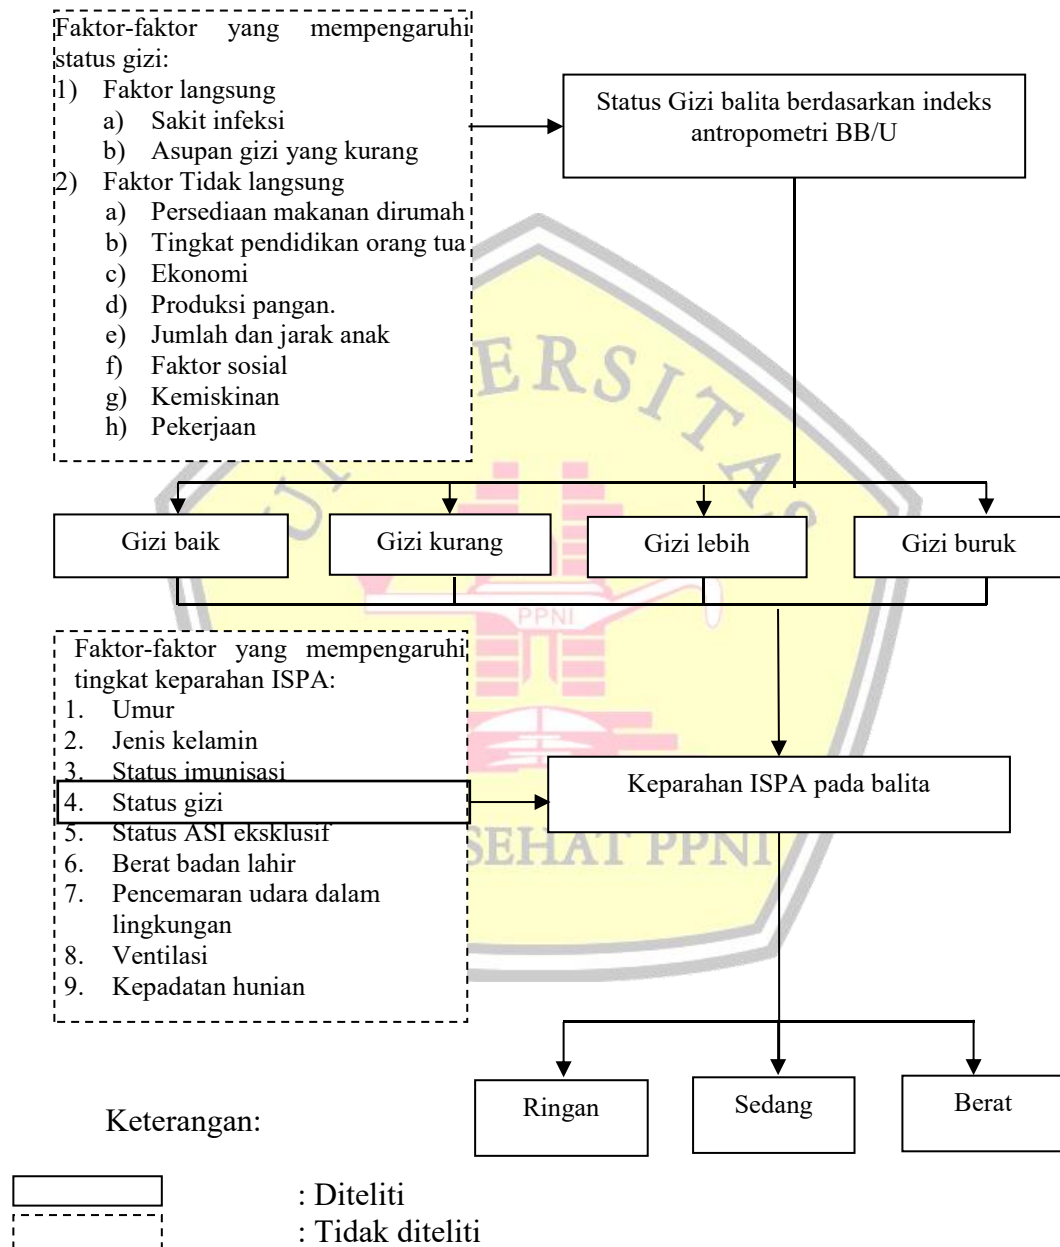 Faktor-faktor yang mempengaruhi
status gizi:
1) Faktor langsung
a) Sakit infeksi
b) Asupan gizi yang kurang
2) Faktor Tidak langsung
a) Persediaan makanan dirumah
b) Tingkat pendidikan orang tua
c) Ekonomi
d) Produksi pangan.
e) Jumlah dan jarak anak
f) Faktor sosial
g) Kemiskinan
h) Pekerjaan
Status Gizi balita berdasarkan indeks
antropometri BB/U
Gizi baik
Gizi kurang
Gizi lebih
Gizi buruk
PPNI
Faktor-faktor yang mempengaruhi
tingkat keparahan ISPA:
1. Umur
2. Jenis kelamin
3. Status imunisasi
4. Status gizi
5. Status ASI eksklusif
6. Berat badan lahir
7. Pencemaran udara dalam
lingkungan
8. Ventilasi
9. Kepadatan hunian
Keparahan ISPA pada balita
SEHAT PPNI
Ringan
Sedang
Berat
Keterangan:
: Diteliti
: Tidak diteliti